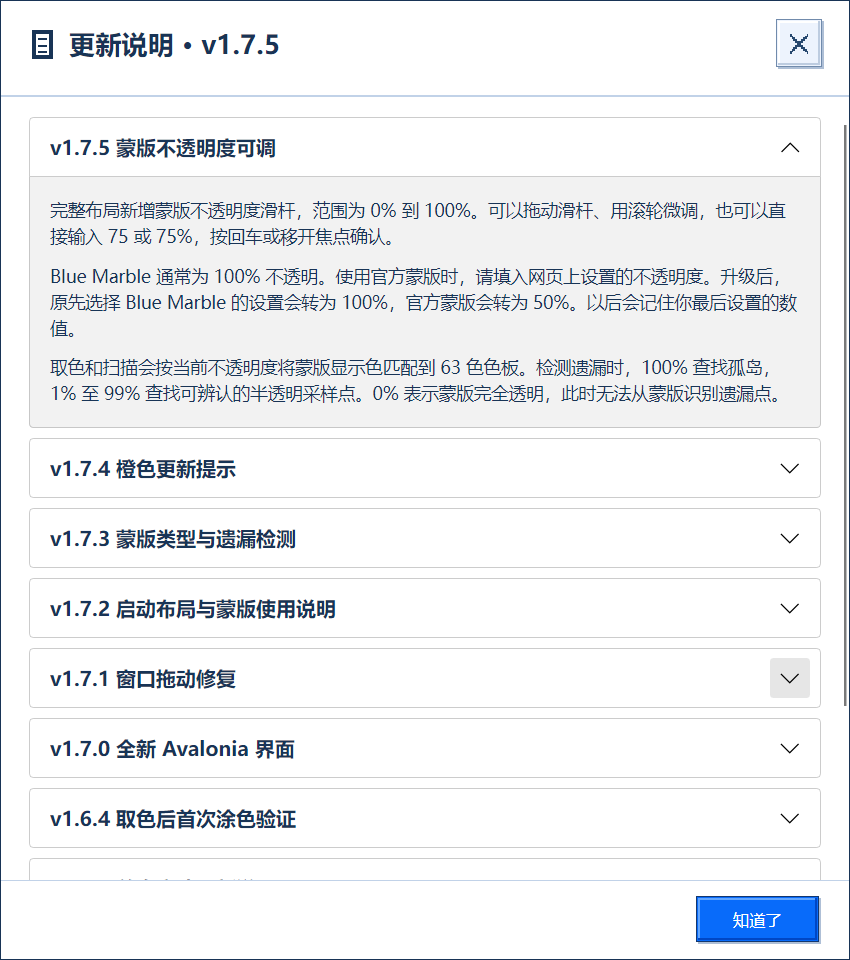 更新说明 • v1.7.5
v1.7.5 蒙版不透明度可调
完整布局新增蒙版不透明度滑杆，范围为 0% 到 100%。可以拖动滑杆、用滚轮微调，也可以直
接输入 75 或 75%，按回车或移开焦点确认。
Blue Marble 通常为 100% 不透明。使用官方蒙版时，请填入网页上设置的不透明度。升级后，
原先选择 Blue Marble 的设置会转为 100%，官方蒙版会转为 50%。以后会记住你最后设置的数
值。
取色和扫描会按当前不透明度将蒙版显示色匹配到 63 色色板。检测遗漏时，100% 查找孤岛，
1% 至 99% 查找可辨认的半透明采样点。0% 表示蒙版完全透明，此时无法从蒙版识别遗漏点。
v1.7.4 橙色更新提示
v1.7.3 蒙版类型与遗漏检测
v1.7.2 启动布局与蒙版使用说明
v1.7.1 窗口拖动修复
v1.7.0 全新 Avalonia 界面
v1.6.4 取色后首次涂色验证
知道了